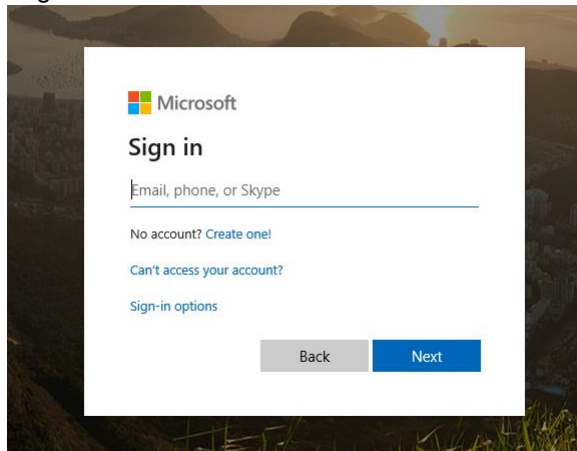 Microsoft
Sign in
Email, phone, or Skype
No account? Create one!
Can't access your account?
Sign-in options
Back Next